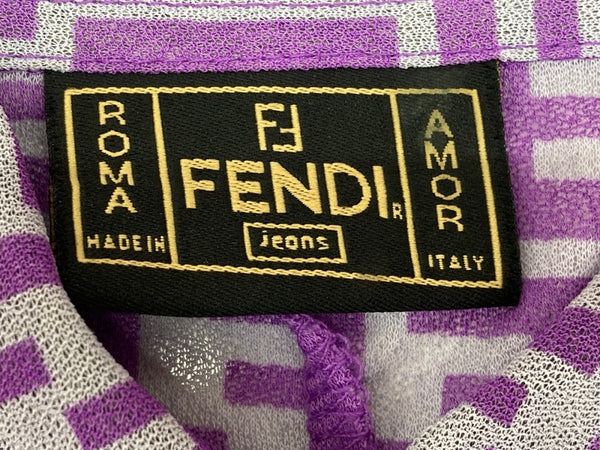 ROMA
MADE IN
FF
FENDI R
jeans
AMOR
ITALY